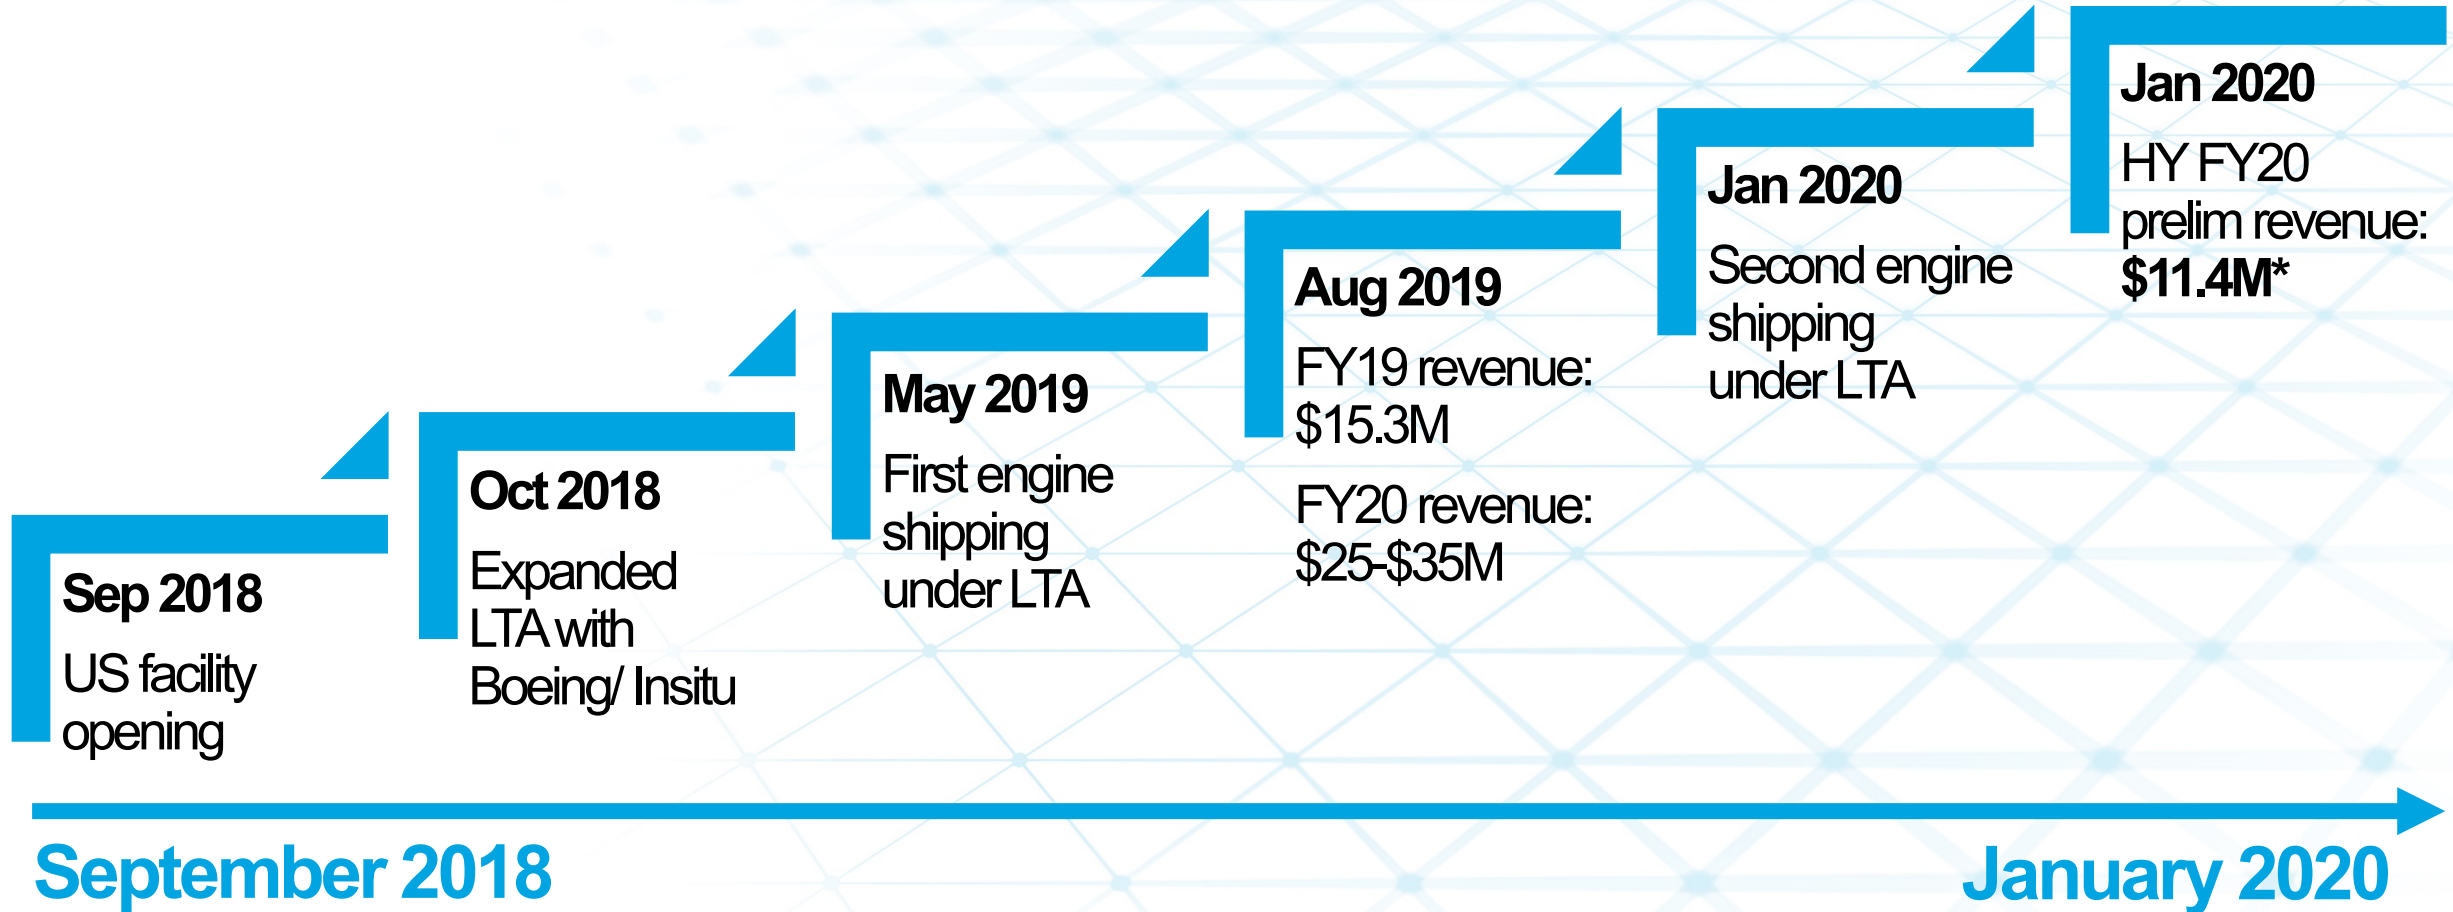 Sep 2018
US facility
opening
Oct 2018
Expanded
LTA with
Boeing/ Insitu
May 2019
First engine
shipping
under LTA
Aug 2019
FY19 revenue:
$15.3M
FY20 revenue:
$25-$35M
Jan 2020
Second engine
shipping
under LTA
Jan 2020
HY FY20
prelim revenue:
$11.4M*
September 2018
January 2020